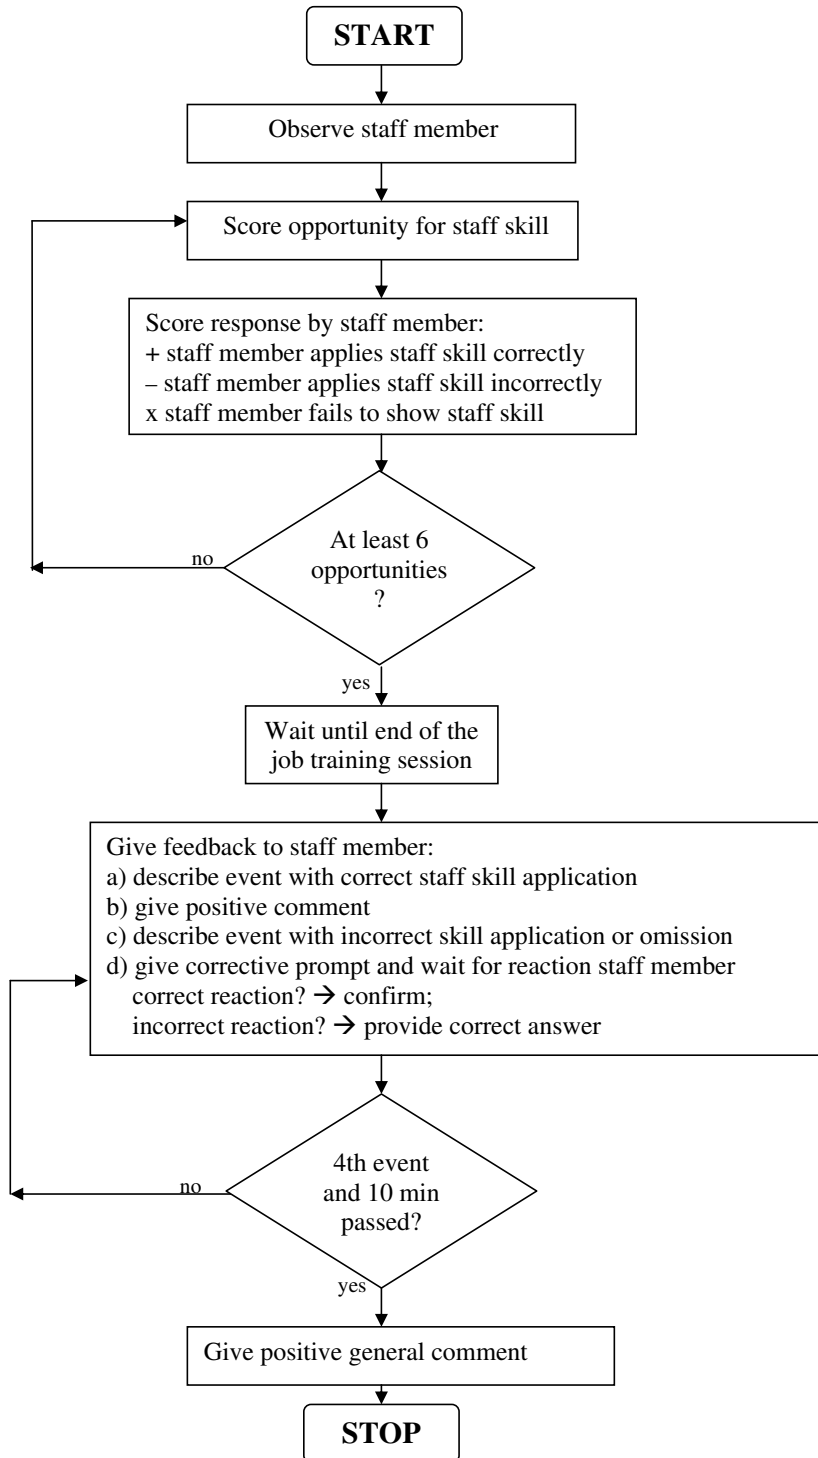 START
Observe staff member
Score opportunity for staff skill
Score response by staff member:
+ staff member applies staff skill correctly
– staff member applies staff skill incorrectly
x staff member fails to show staff skill
At least 6
opportunities
?
no
yes
Wait until end of the
job training session
Give feedback to staff member:
a) describe event with correct staff skill application
b) give positive comment
c) describe event with incorrect skill application or omission
d) give corrective prompt and wait for reaction staff member
correct reaction? → confirm;
incorrect reaction? → provide correct answer
4th event
and 10 min
passed?
no
yes
Give positive general comment
STOP